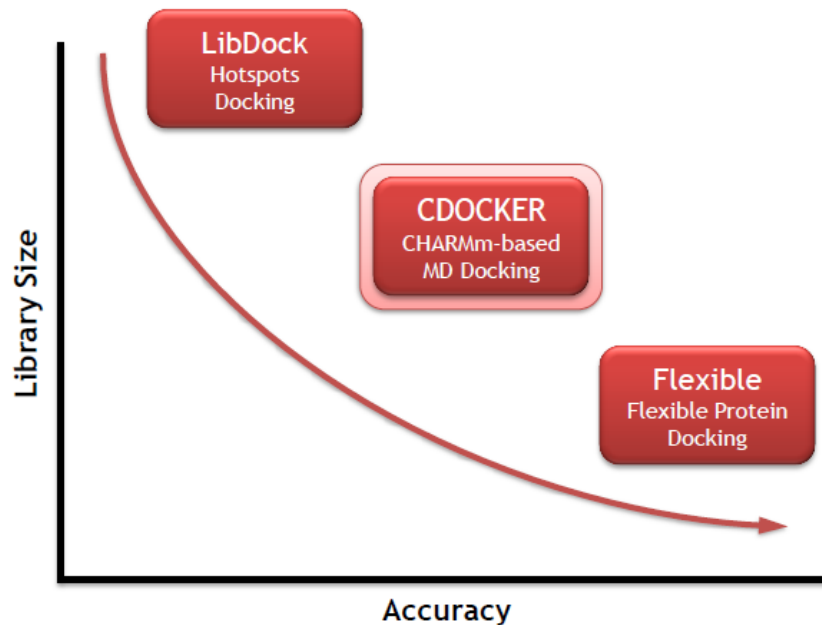 LibDock
Hotspots
Docking
CDOCKER
CHARMm-based
MD Docking
Flexible
Flexible Protein
Docking
Library Size
Accuracy